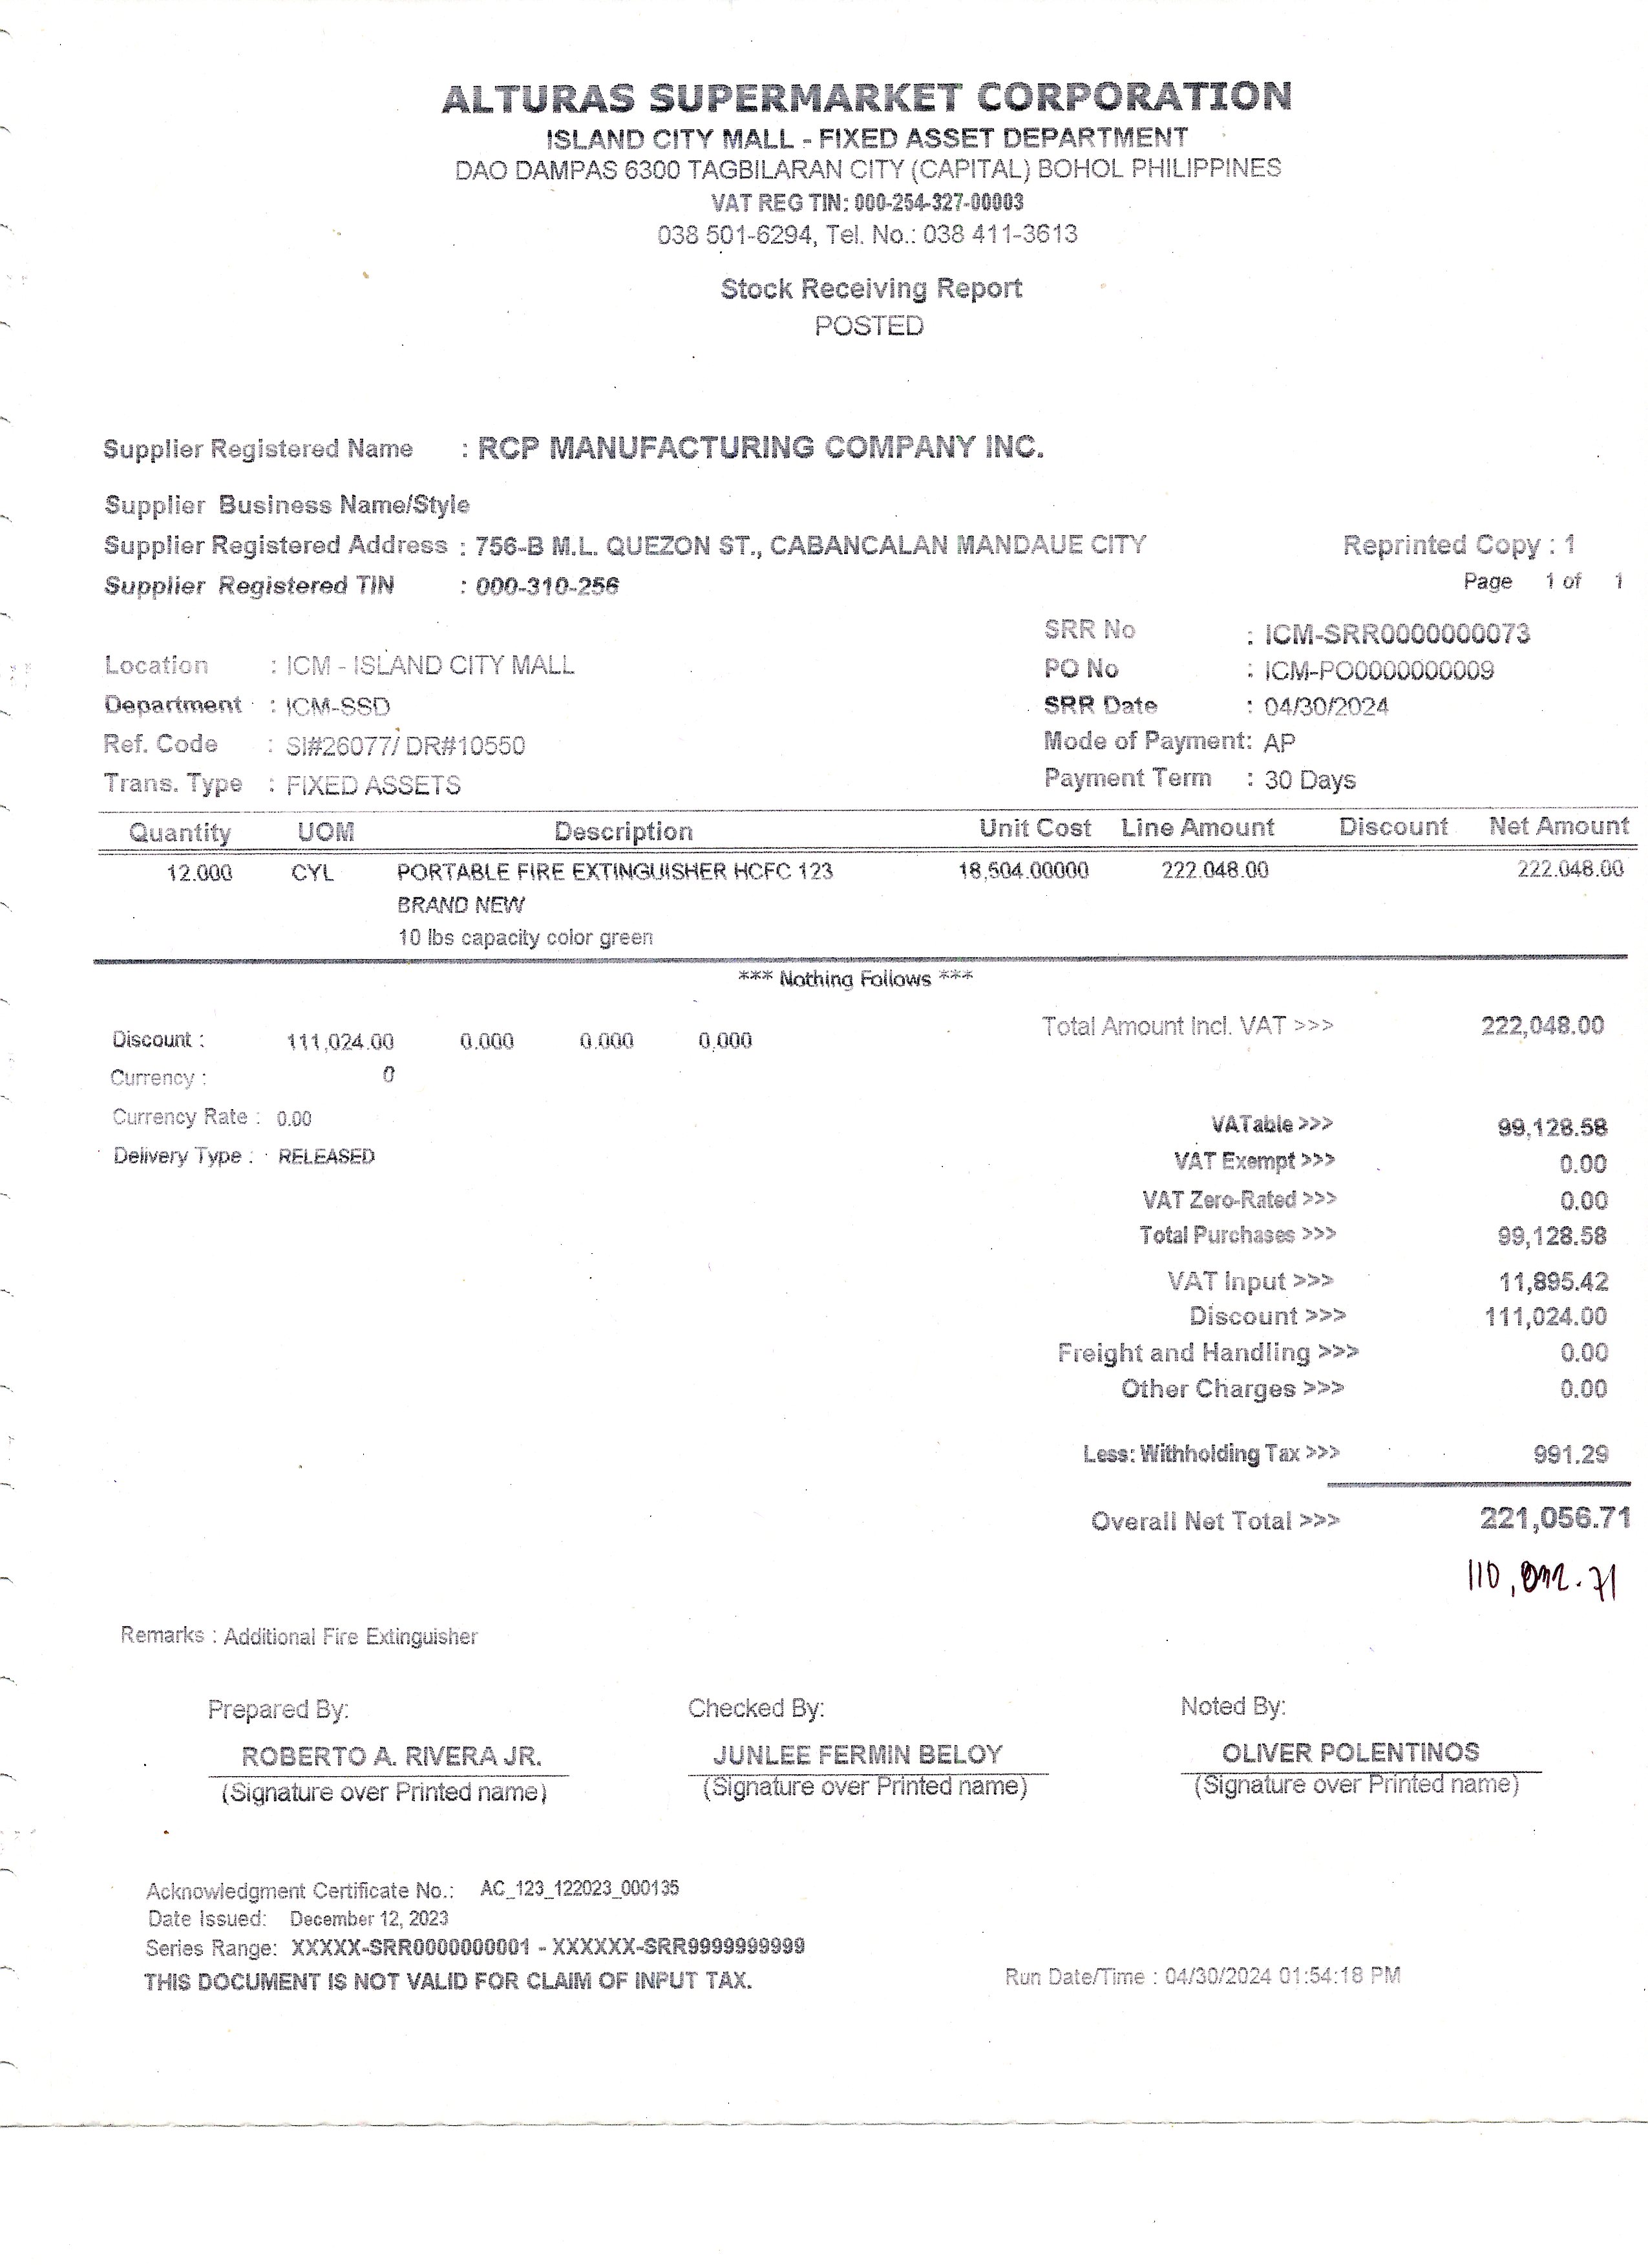 ALTURAS SUPERMARKET CORPORATION
ISLAND CITY MALL - FIXED ASSET DEPARTMENT
DAO DAMPAS 6300 TAGBILARAN CITY (CAPITAL) BOHOL PHILIPPINES
VAT REG TIN: 000-254-327-00003
038 501-6294, Tel. No.: 038 411-3613
Stock Receiving Report
POSTED
Supplier Registered Name : RCP MANUFACTURING COMPANY INC.
Supplier Business Name/Style
Supplier Registered Address : 756-B M.L. QUEZON ST., CABANCALAN MANDAUE CITY Reprinted Copy : 1
Supplier Registered TIN : 000-310-256 Page 1 of 1
SRR No : ICM-SRR0000000073
Location : ICM - ISLAND CITY MALL PO No : ICM-PO0000000009
Department : ICM-SSD SRR Date : 04/30/2024
Ref. Code : SI#26077/ DR#10550 Mode of Payment: AP
Trans. Type : FIXED ASSETS Payment Term : 30 Days
Quantity UOM Description Unit Cost Line Amount Discount Net Amount
12.000 CYL PORTABLE FIRE EXTINGUISHER HCFC 123 18,504.00000 222,048.00 222,048.00
BRAND NEW
10 lbs capacity color green
*** Nothing Follows ***
Total Amount Incl. VAT >>> 222,048.00
Discount : 111,024.00 0.000 0.000 0.000
Currency : 0
Currency Rate : 0.00 VATable >>> 99,128.58
Delivery Type : RELEASED VAT Exempt >>> 0.00
VAT Zero-Rated >>> 0.00
Total Purchases >>> 99,128.58
VAT Input >>> 11,895.42
Discount >>> 111,024.00
Freight and Handling >>> 0.00
Other Charges >>> 0.00
Less: Withholding Tax >>> 991.29
Overall Net Total >>> 221,056.71
110,032.71
Remarks : Additional Fire Extinguisher
Prepared By: Checked By: Noted By:
ROBERTO A. RIVERA JR. JUNLEE FERMIN BELOY OLIVER POLENTINOS
(Signature over Printed name) (Signature over Printed name) (Signature over Printed name)
Acknowledgment Certificate No.: AC_123_122023_000135
Date Issued: December 12, 2023
Series Range: XXXXX-SRR0000000001 - XXXXXX-SRR9999999999
THIS DOCUMENT IS NOT VALID FOR CLAIM OF INPUT TAX. Run Date/Time : 04/30/2024 01:54:18 PM